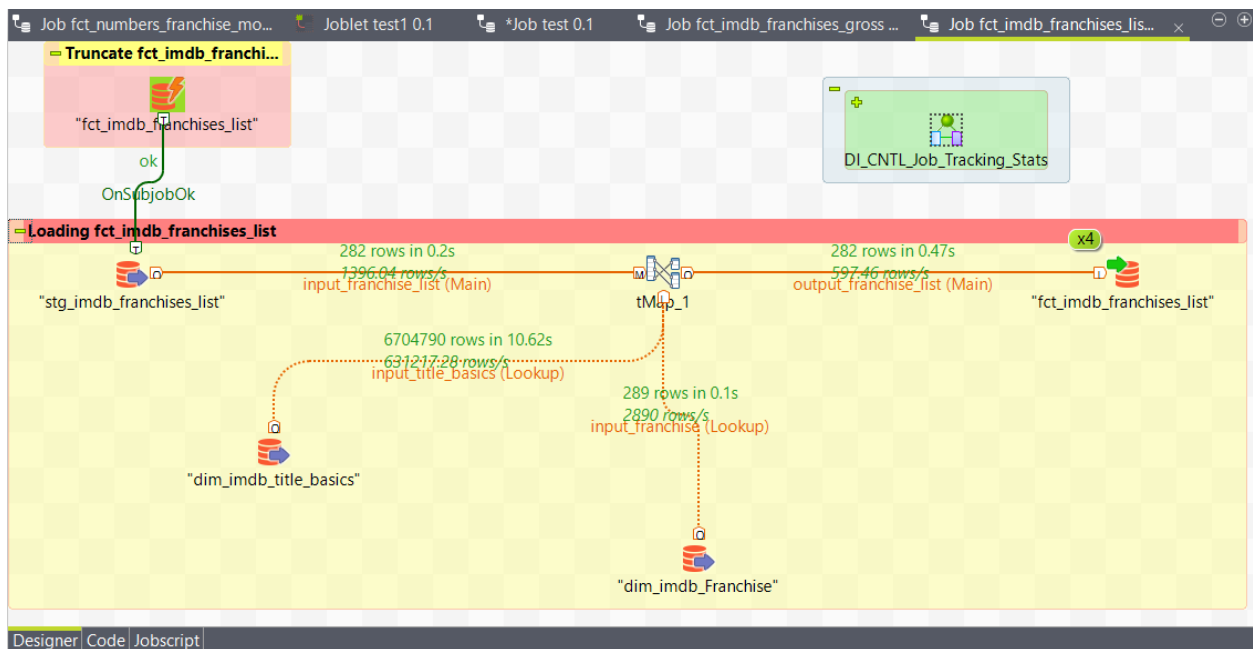 Job fct_numbers_franchise_mo...
Joblet test1 0.1
*Job test 0.1
Job fct_imdb_franchises_gross ...
Job fct_imdb_franchises_lis...
Truncate fct_imdb_franchi...
"fct_imdb_franchises_list"
ok
OnSubjobOk
DI_CNTL_Job_Tracking_Stats
Loading fct_imdb_franchises_list
282 rows in 0.2s
1396.04 rows/s
input_franchise_list (Main)
"stg_imdb_franchises_list"
tMap_1
282 rows in 0.47s
597.46 rows/s
output_franchise_list (Main)
x4
"fct_imdb_franchises_list"
6704790 rows in 10.62s
631217.28 rows/s
input_title_basics (Lookup)
"dim_imdb_title_basics"
289 rows in 0.1s
2890 rows/s
input_franchise (Lookup)
"dim_imdb_Franchise"
Designer
Code
Jobscript